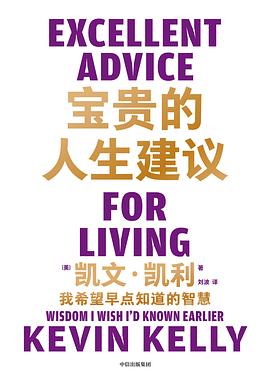 EXCELLENT
ADVICE
宝贵的
人生建议
FOR
LIVING
[美] 凯文·凯利 著
刘波 译
我希望早点知道的智慧
WISDOM I WISH I'D KNOWN EARLIER
KEVIN KELLY
中信出版集团